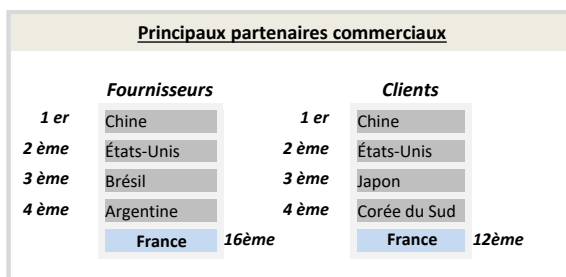 Principaux partenaires commerciaux
Fournisseurs Clients
1 er Chine 1 er Chine
2 ème États-Unis 2 ème États-Unis
3 ème Brésil 3 ème Japon
4 ème Argentine 4 ème Corée du Sud
France 16ème France 12ème